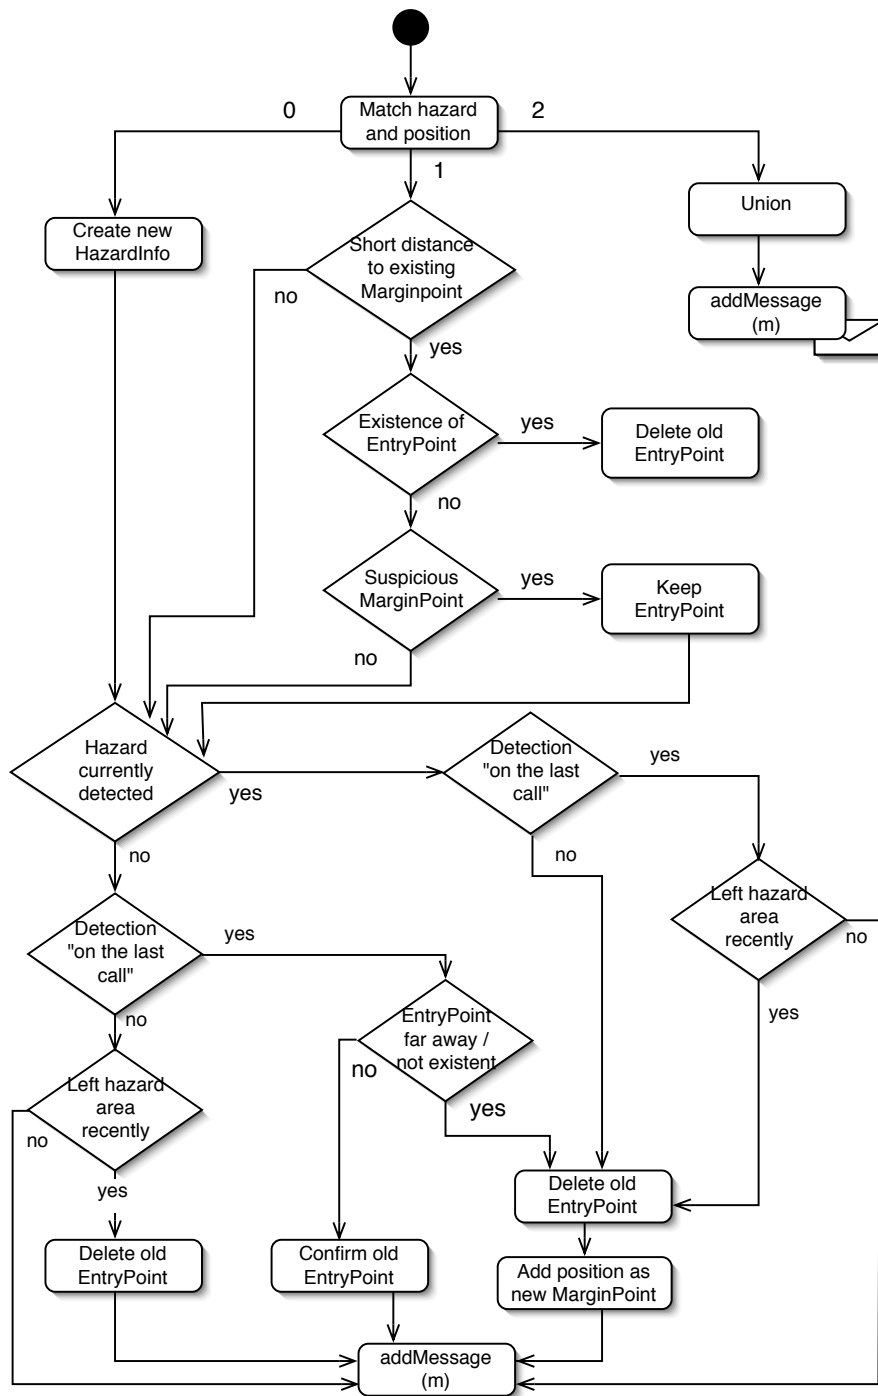 Match hazard
and position
0
2
1
Create new
HazardInfo
Short distance
to existing
Marginpoint
Union
no
addMessage
(m)
yes
Existence of
EntryPoint
yes
Delete old
EntryPoint
no
Suspicious
MarginPoint
yes
Keep
EntryPoint
no
Hazard
currently
detected
yes
Detection
"on the last
call"
yes
no
no
Left hazard
area
recently
no
Detection
"on the last
call"
yes
yes
no
EntryPoint
far away /
not existent
no
yes
Left hazard
area
recently
no
yes
Delete old
EntryPoint
Delete old
EntryPoint
Confirm old
EntryPoint
Add position as
new MarginPoint
addMessage
(m)